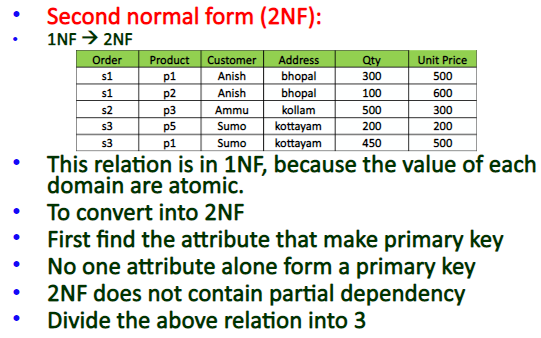 Second normal form (2NF):
1NF → 2NF
Order Product Customer Address Qty Unit Price
s1 p1 Anish bhopal 300 500
s1 p2 Anish bhopal 100 600
s2 p3 Ammu kollam 500 300
s3 p5 Sumo kottayam 200 200
s3 p1 Sumo kottayam 450 500
This relation is in 1NF, because the value of each
domain are atomic.
To convert into 2NF
First find the attribute that make primary key
No one attribute alone form a primary key
2NF does not contain partial dependency
Divide the above relation into 3